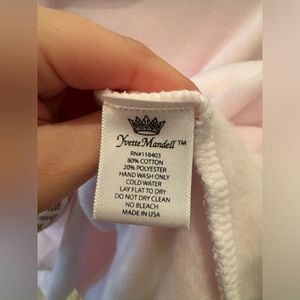 Yvette Mandell™
RN#118403
80% COTTON
20% POLYESTER
HAND WASH ONLY
COLD WATER
LAY FLAT TO DRY
DO NOT DRY CLEAN
NO BLEACH
MADE IN USA